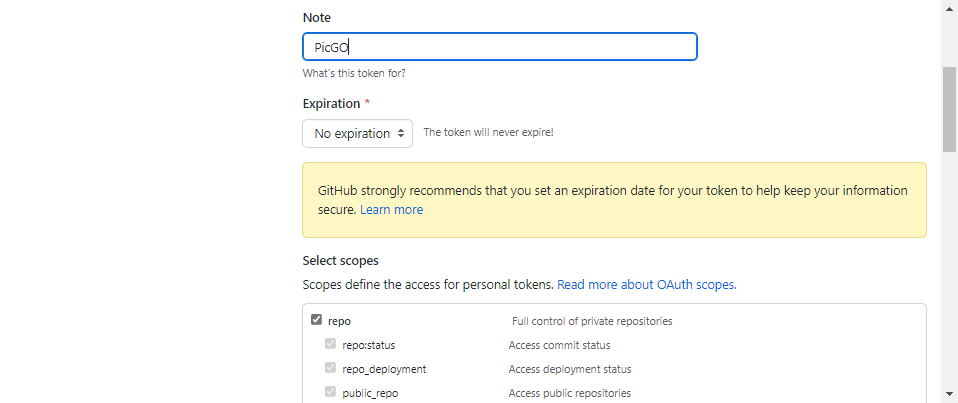 Note
PicGO
What's this token for?
Expiration *
No expiration The token will never expire!
GitHub strongly recommends that you set an expiration date for your token to help keep your information
secure. Learn more
Select scopes
Scopes define the access for personal tokens. Read more about OAuth scopes.
repo Full control of private repositories
repo:status Access commit status
repo_deployment Access deployment status
public_repo Access public repositories